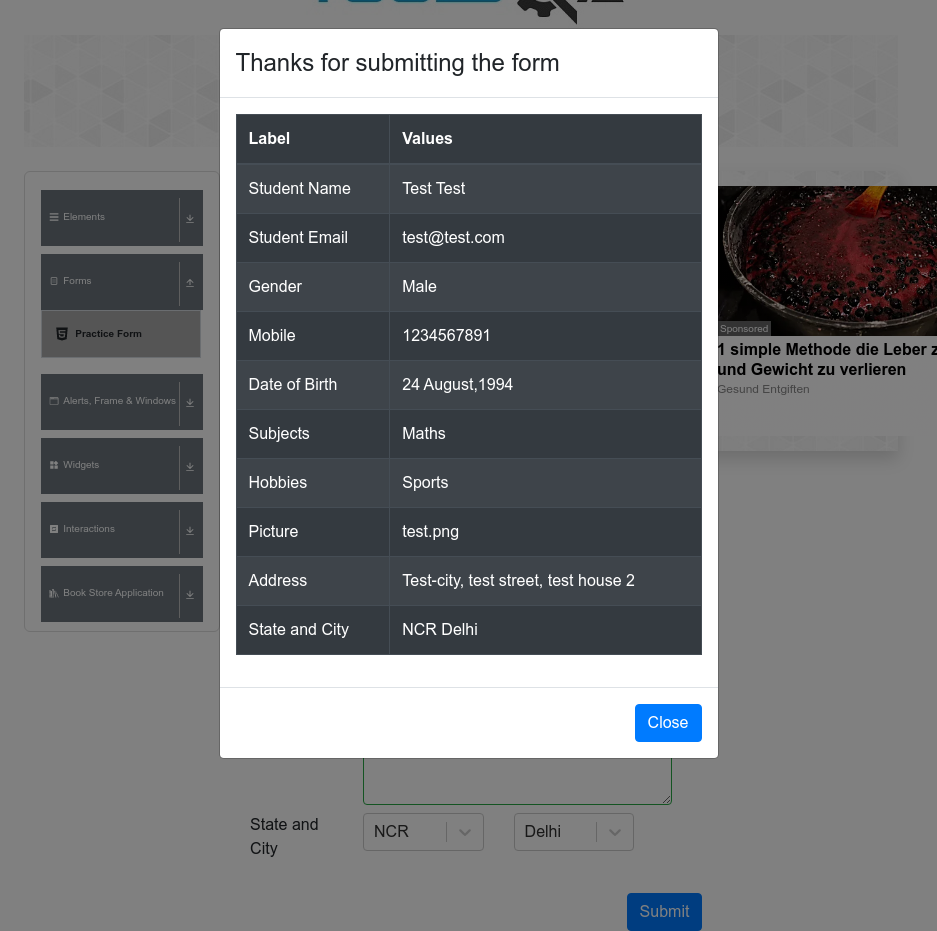 Thanks for submitting the form
Label Values
Student Name Test Test
Student Email test@test.com
Gender Male
Mobile 1234567891
Date of Birth 24 August,1994
Subjects Maths
Hobbies Sports
Picture test.png
Address Test-city, test street, test house 2
State and City NCR Delhi
Close
Elements
Forms
Practice Form
Alerts, Frame & Windows
Widgets
Interactions
Book Store Application
Sponsored
1 simple Methode die Leber
und Gewicht zu verlieren
Gesund Entgiften
State and
City
NCR
Delhi
Submit